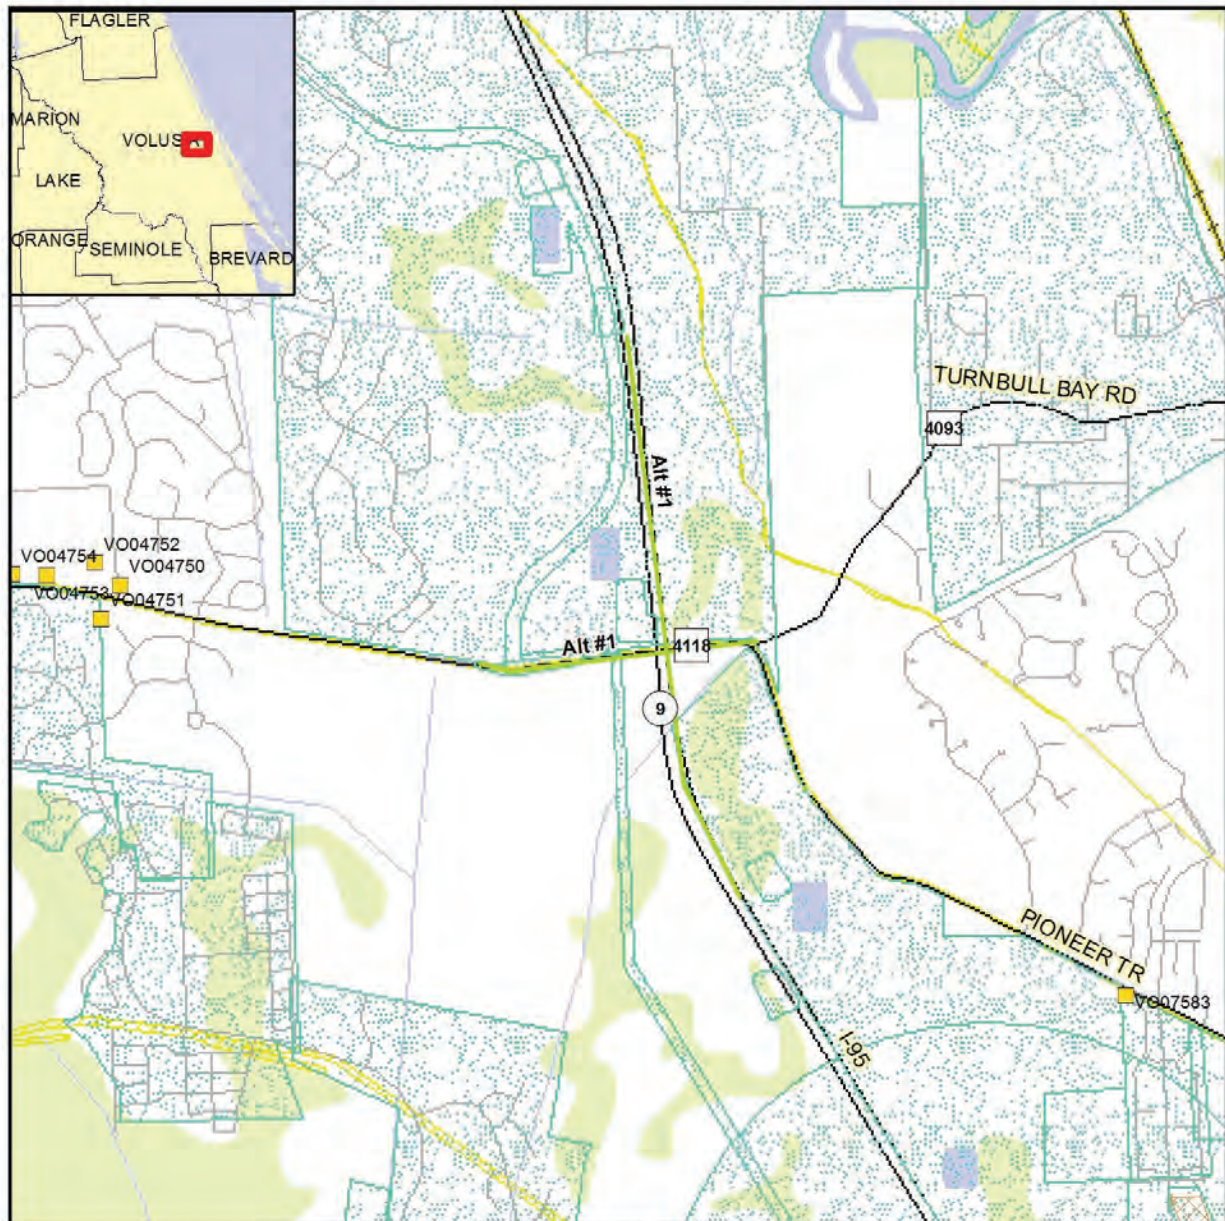 FLAGLER
MARION
VOLUSIA
LAKE
ORANGE
SEMINOLE
BREVARD
TURNBULL BAY RD
4093
Alt #1
VO04752
VO04754
VO04750
VO04753
VO04751
Alt #1
4118
9
PIONEER TR
VO07583
I-95